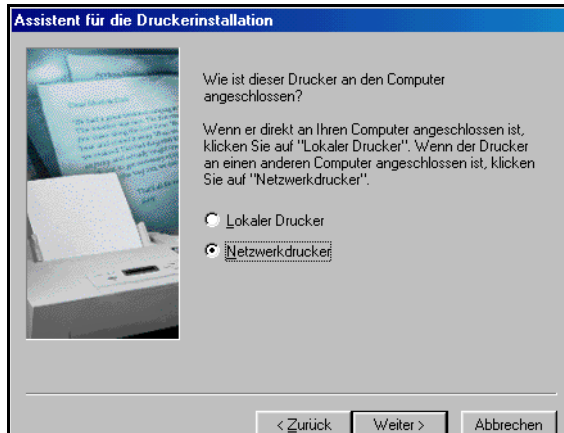 Assistent für die Druckerinstallation
Wie ist dieser Drucker an den Computer
angeschlossen?
Wenn er direkt an Ihren Computer angeschlossen ist,
klicken Sie auf "Lokaler Drucker". Wenn der Drucker
an einen anderen Computer angeschlossen ist, klicken
Sie auf "Netzwerkdrucker".
Lokaler Drucker
Netzwerkdrucker
< Zurück
Weiter >
Abbrechen